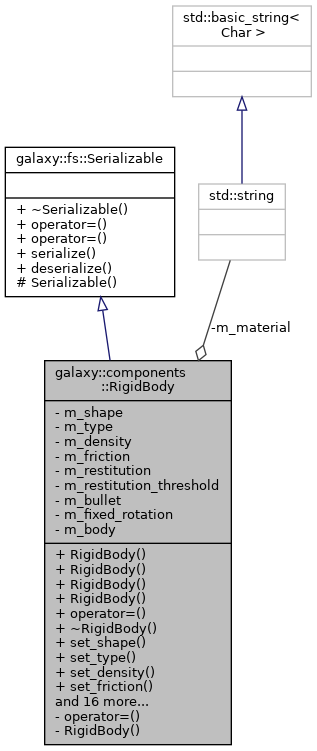 std::basic_string<
Char >
galaxy::fs::Serializable
+ ~Serializable()
+ operator=()
+ operator=()
+ serialize()
+ deserialize()
# Serializable()
std::string
-m_material
galaxy::components
::RigidBody
- m_shape
- m_type
- m_density
- m_friction
- m_restitution
- m_restitution_threshold
- m_bullet
- m_fixed_rotation
- m_body
+ RigidBody()
+ RigidBody()
+ RigidBody()
+ RigidBody()
+ operator=()
+ ~RigidBody()
+ set_shape()
+ set_type()
+ set_density()
+ set_friction()
and 16 more...
- operator=()
- RigidBody()